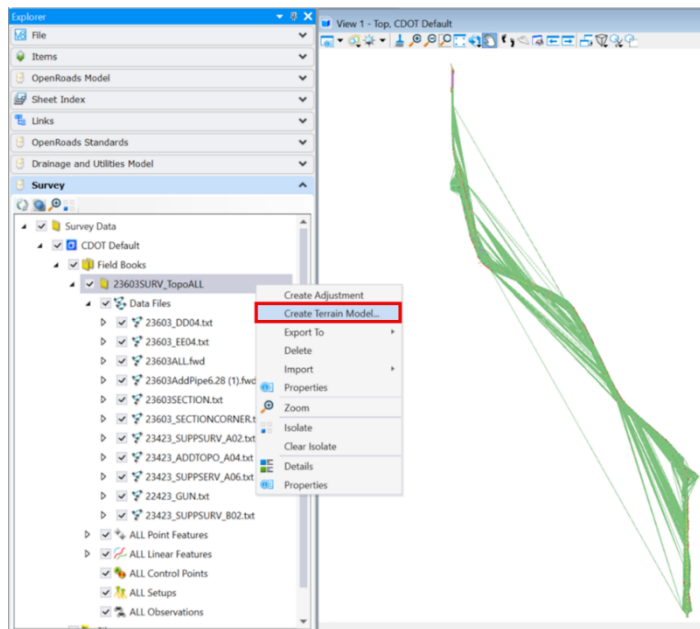 Explorer
File
Items
OpenRoads Model
Sheet Index
Links
OpenRoads Standards
Drainage and Utilities Model
Survey
Survey Data
CDOT Default
Field Books
23603SURV_TopoALL
Data Files
23603_DD04.txt
23603_EE04.txt
23603ALL.fwd
23603AddPipe6.28 (1).fwd
23603SECTION.txt
23603_SECTIONCORNER.t
23423_SUPPSURV_A02.txt
23423_ADDTOPO_A04.txt
23423_SUPPSERV_A06.txt
22423_GUN.txt
23423_SUPPSURV_B02.txt
ALL Point Features
ALL Linear Features
ALL Control Points
ALL Setups
ALL Observations
Create Adjustment
Create Terrain Model...
Export To
Delete
Import
Properties
Zoom
Isolate
Clear Isolate
Details
Properties
View 1 - Top, CDOT Default